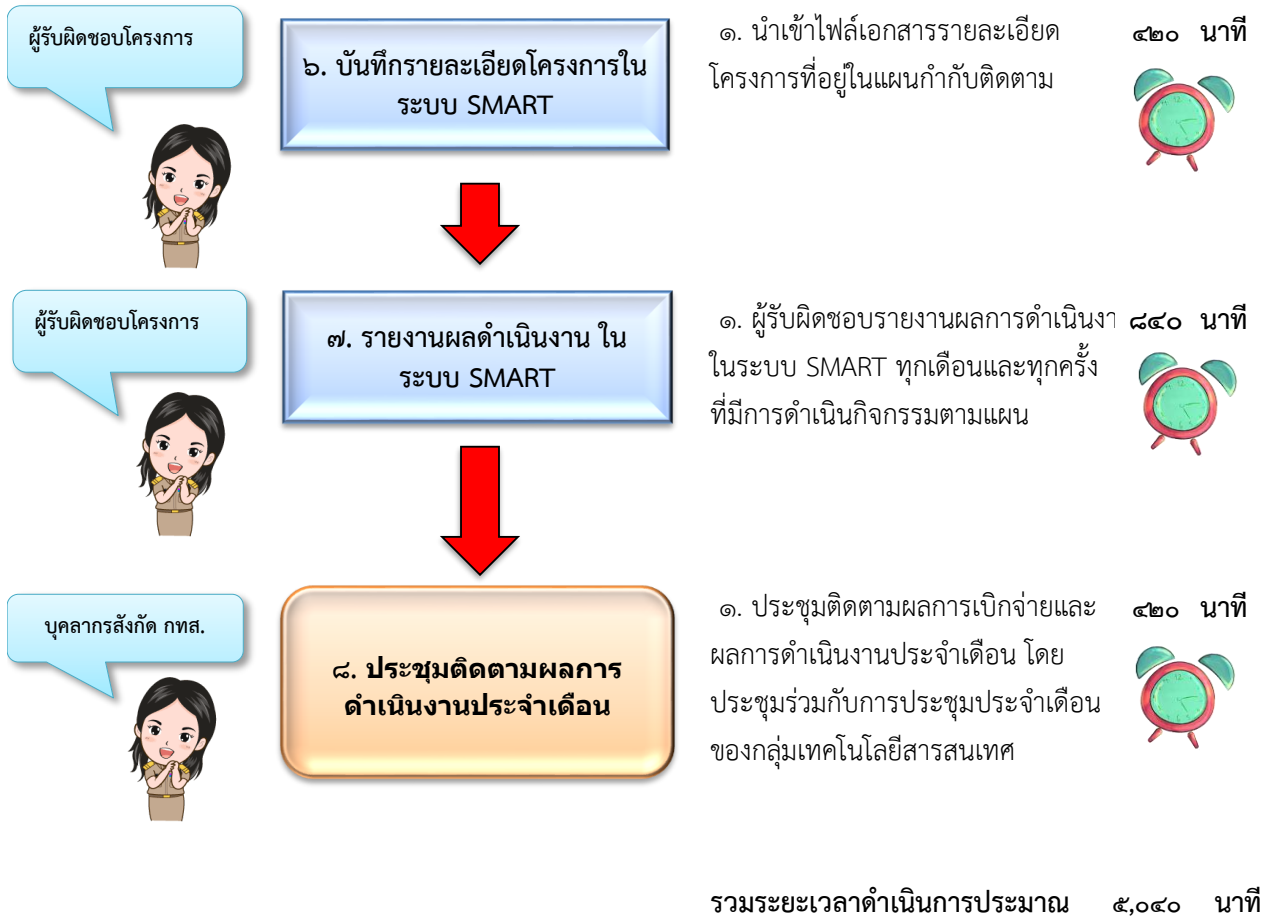 ผู้รับผิดชอบโครงการ
๖. บันทึกรายละเอียดโครงการใน
ระบบ SMART
๑. นำเข้าไฟล์เอกสารรายละเอียด
โครงการที่อยู่ในแผนกำกับติดตาม
๔๒๐ นาที
ผู้รับผิดชอบโครงการ
๗. รายงานผลดำเนินงาน ใน
ระบบ SMART
๑. ผู้รับผิดชอบรายงานผลการดำเนินงา
ในระบบ SMART ทุกเดือนและทุกครั้ง
ที่มีการดำเนินกิจกรรมตามแผน
๘๔๐ นาที
บุคลากรสังกัด กทส.
๘. ประชุมติดตามผลการ
ดำเนินงานประจำเดือน
๑. ประชุมติดตามผลการเบิกจ่ายและ
ผลการดำเนินงานประจำเดือน โดย
ประชุมร่วมกับการประชุมประจำเดือน
ของกลุ่มเทคโนโลยีสารสนเทศ
๔๒๐ นาที
รวมระยะเวลาดำเนินการประมาณ ๕,๐๔๐ นาที